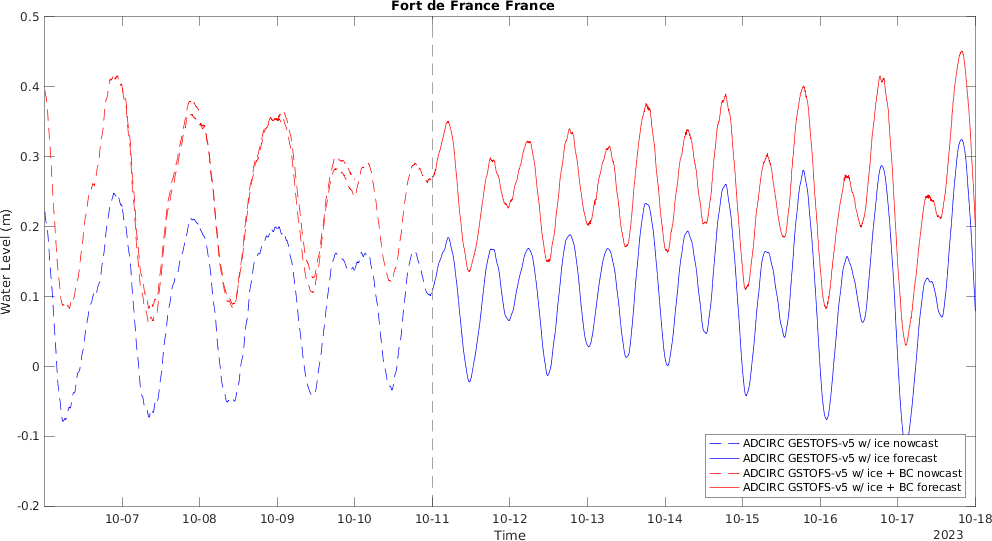 Fort de France France
0.5
0.4
0.3
0.2
0.1
0
-0.1
-0.2
Water Level (m)
ADCIRC GESTOFS-v5 w/ ice nowcast
ADCIRC GESTOFS-v5 w/ ice forecast
ADCIRC GSTOFS-v5 w/ ice + BC nowcast
ADCIRC GSTOFS-v5 w/ ice + BC forecast
10-07 10-08 10-09 10-10 10-11 10-12 10-13 10-14 10-15 10-16 10-17 10-18
Time
2023